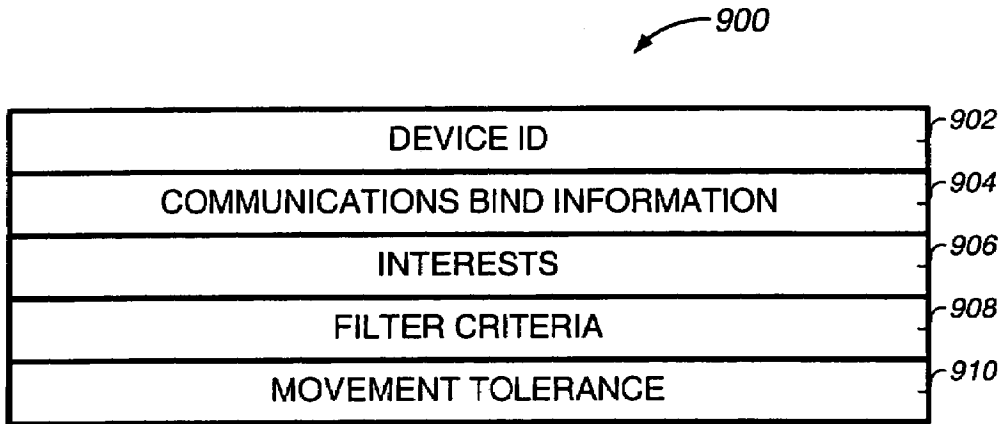 900
DEVICE ID 902
COMMUNICATIONS BIND INFORMATION 904
INTERESTS 906
FILTER CRITERIA 908
MOVEMENT TOLERANCE 910